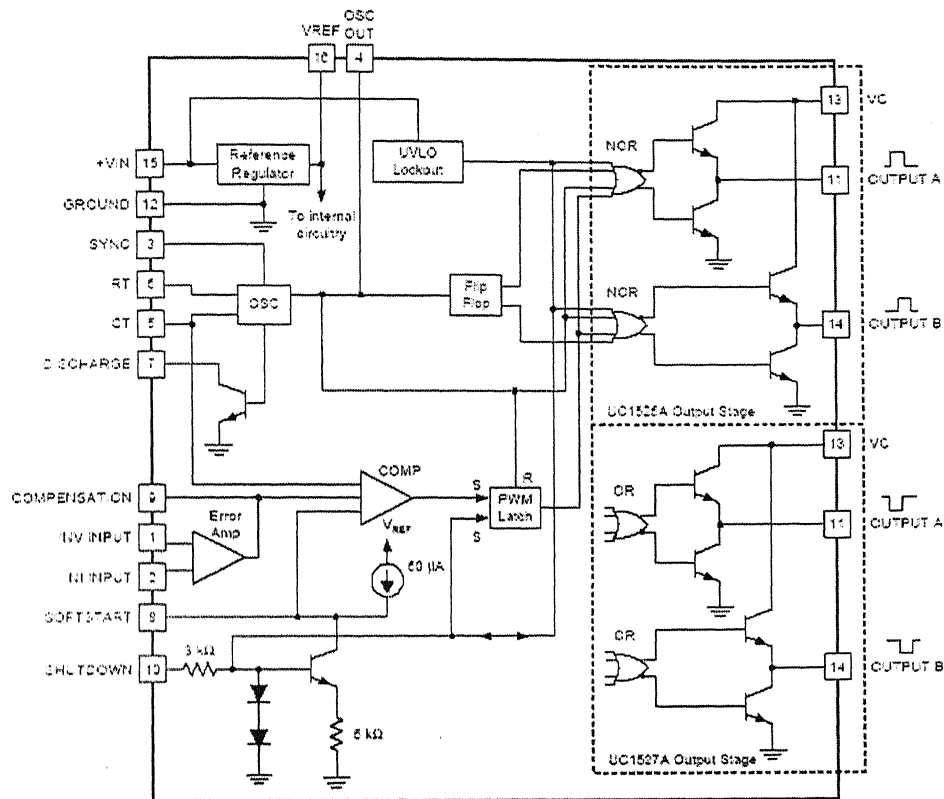 OSC
VREF OUT
16 4
13 VC
+VIN 15
Reference
Regulator
UVLO
Lockout
NOR
11 OUTPUT A
GROUND 12
To internal
circuitry
SYNC 3
RT 6
OSC
Flip
Flop
NOR
CT 5
14 OUTPUT B
DISCHARGE 7
UC1525A Output Stage
13 VC
COMP
COMPENSATION 9
S R
PWM
Latch
S
OR
Error
Amp
VREF
11 OUTPUT A
INV INPUT 1
50 µA
NI INPUT 2
SOFTSTART 8
OR
3 kΩ
SHUTDOWN 10
14 OUTPUT B
5 kΩ
UC1527A Output Stage